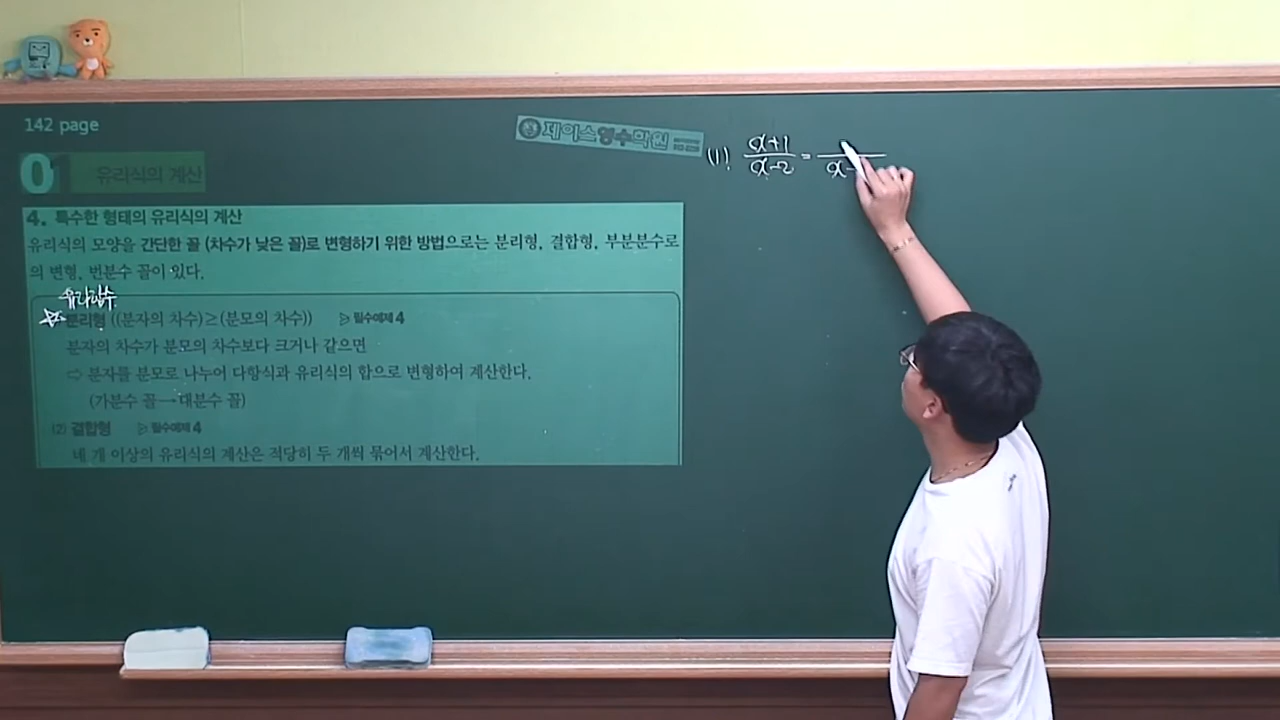 142 page
제이스영수학원
01 유리식의 계산
4. 특수한 형태의 유리식의 계산
유리식의 모양을 간단한 꼴 (차수가 낮은 꼴)로 변형하기 위한 방법으로는 분리형, 결합형, 부분분수로
의 변형, 번분수 꼴이 있다.
분리형 ((분자의 차수)≥(분모의 차수)) ▷ 필수예제 4
분자의 차수가 분모의 차수보다 크거나 같으면
⇨ 분자를 분모로 나누어 다항식과 유리식의 합으로 변형하여 계산한다.
(가분수 꼴→대분수 꼴)
(2) 결합형 ▷ 필수예제 4
네 개 이상의 유리식의 계산은 적당히 두 개씩 묶어서 계산한다.
(1) x+1/x-2 = /x-